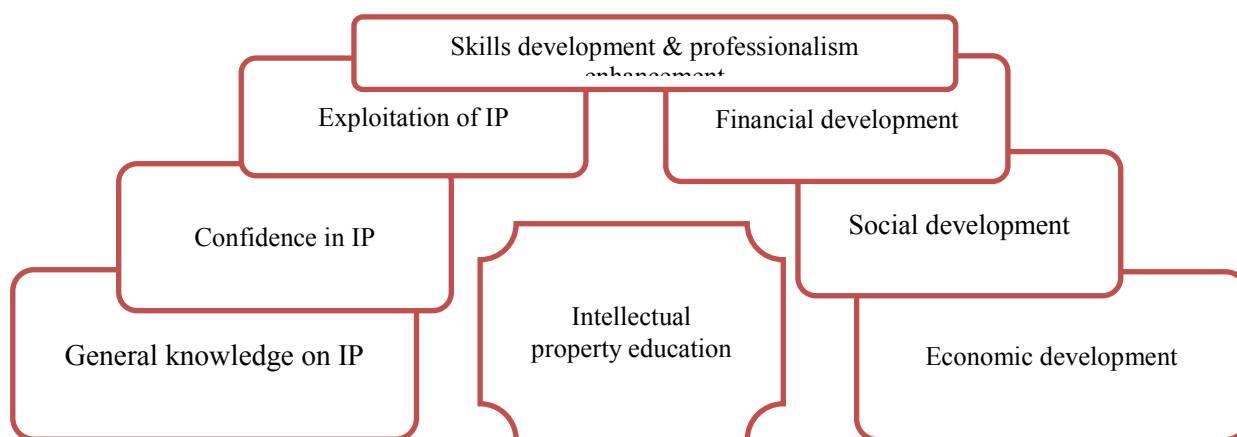 Skills development & professionalism
enhancement
Exploitation of IP
Financial development
Confidence in IP
Social development
Intellectual
property education
General knowledge on IP
Economic development